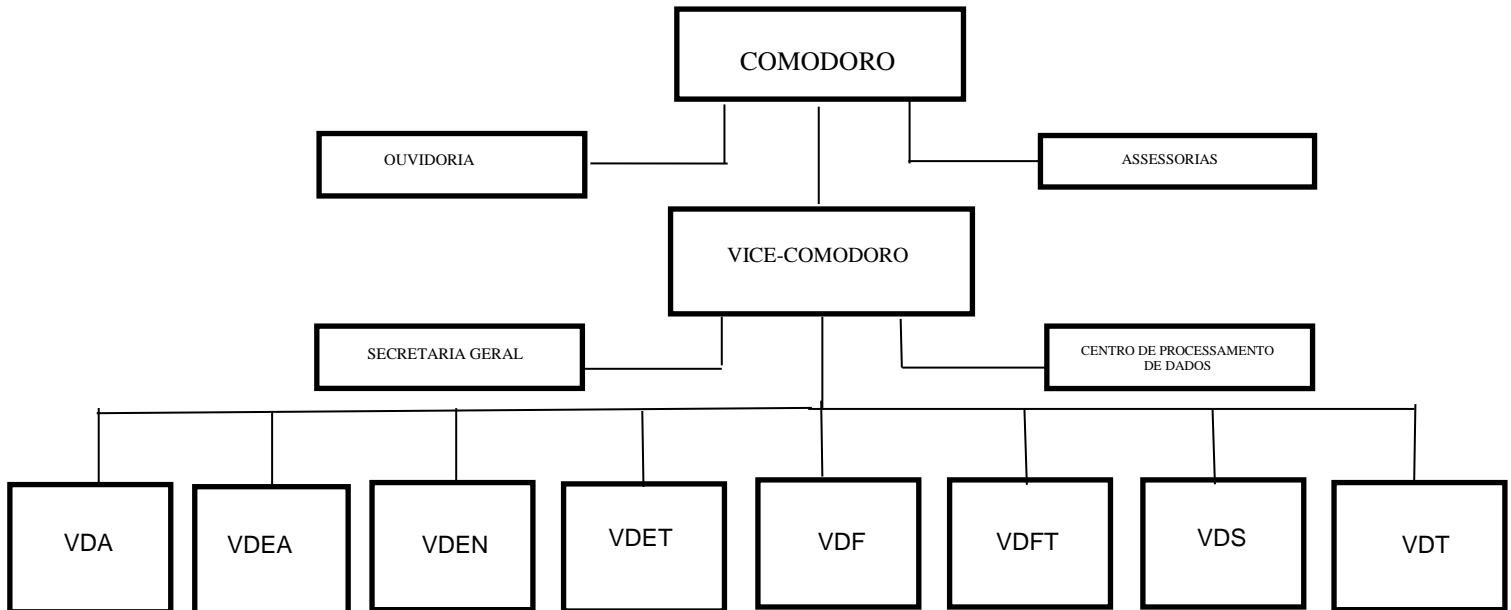 COMODORO
OUVIDORIA
ASSESSORIAS
VICE-COMODORO
SECRETARIA GERAL
CENTRO DE PROCESSAMENTO
DE DADOS
VDA
VDEA
VDEN
VDET
VDF
VDFT
VDS
VDT